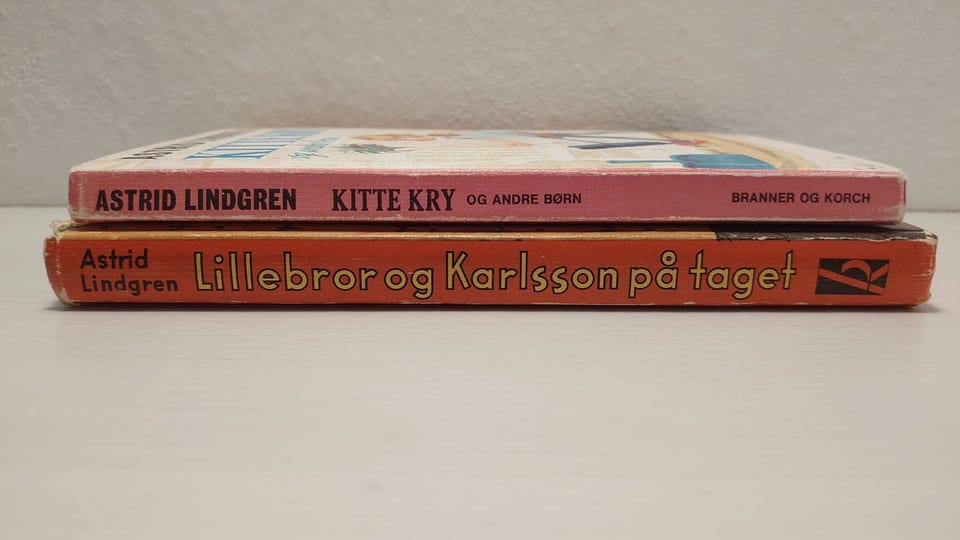 ASTRID LINDGREN KITTE KRY OG ANDRE BØRN BRANNER OG KORCH
Astrid
Lindgren
Lillebror og Karlsson på taget